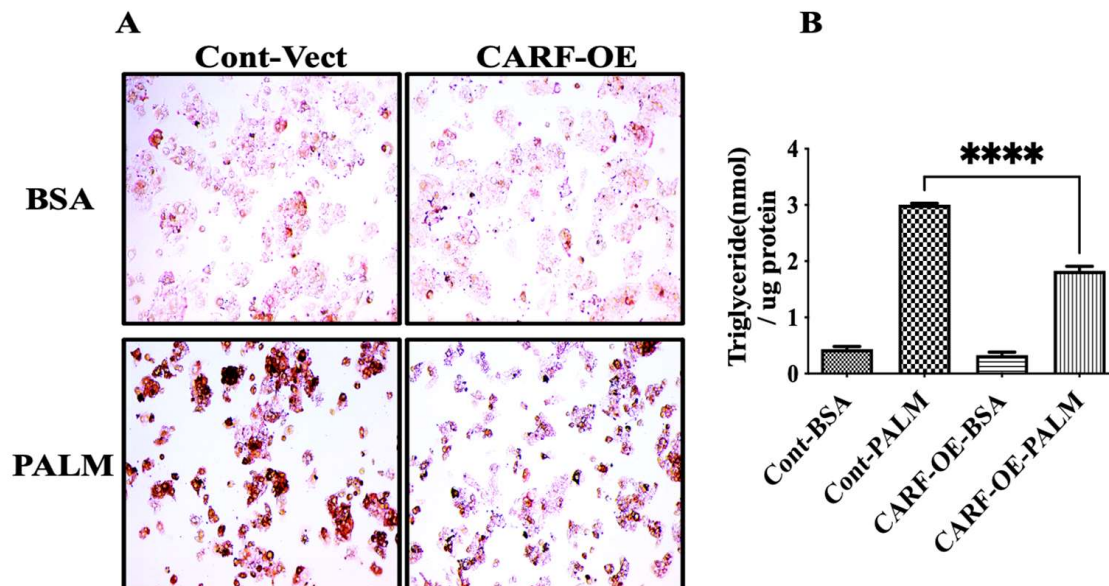 A
Cont-Vect
CARF-OE
BSA
PALM
B
Triglyceride(nmol)
/ ug protein
4
3
2
1
0
****
Cont-BSA
Cont-PALM
CARF-OE-BSA
CARF-OE-PALM